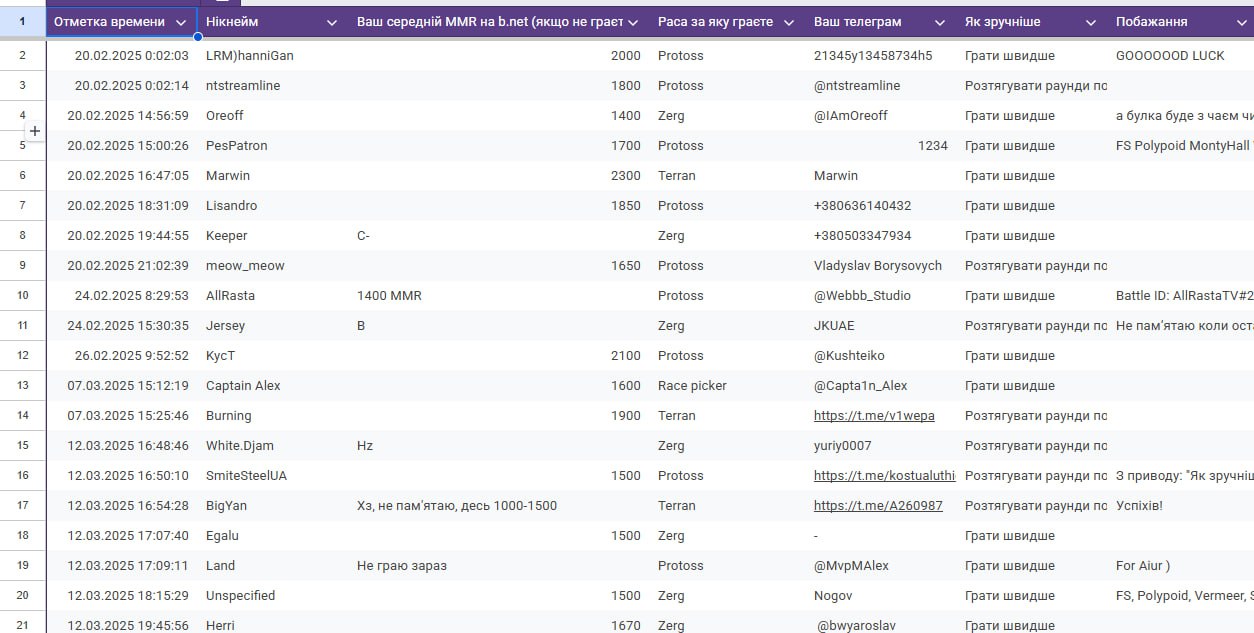 1 Отметка времени Нікнейм Ваш середній MMR на b.net (якщо не граєт Раса за яку граєте Ваш телеграм Як зручніше Побажання
2 20.02.2025 0:02:03 LRM)hanniGan 2000 Protoss 21345y13458734h5 Грати швидше GOOOOOOD LUCK
3 20.02.2025 0:02:14 ntstreamline 1800 Protoss @ntstreamline Розтягувати раунди по
4 20.02.2025 14:56:59 Oreoff 1400 Zerg @IAmOreoff Грати швидше а булка буде з чаєм чи
5 20.02.2025 15:00:26 PesPatron 1700 Protoss 1234 Грати швидше FS Polypoid MontyHall
6 20.02.2025 16:47:05 Marwin 2300 Terran Marwin Грати швидше
7 20.02.2025 18:31:09 Lisandro 1850 Protoss +380636140432 Грати швидше
8 20.02.2025 19:44:55 Keeper C- Zerg +380503347934 Грати швидше
9 20.02.2025 21:02:39 meow_meow 1650 Protoss Vladyslav Borysovych Розтягувати раунди по
10 24.02.2025 8:29:53 AllRasta 1400 MMR Protoss @Webbb_Studio Грати швидше Battle ID: AllRastaTV#2
11 24.02.2025 15:30:35 Jersey B Zerg JKUAE Розтягувати раунди по Не пам'ятаю коли оста
12 26.02.2025 9:52:52 КусТ 2100 Protoss @Kushteiko Грати швидше
13 07.03.2025 15:12:19 Captain Alex 1600 Race picker @Capta1n_Alex Грати швидше
14 07.03.2025 15:25:46 Burning 1900 Terran https://t.me/v1wepa Розтягувати раунди по
15 12.03.2025 16:48:46 White.Djam Hz Zerg yuriy0007 Розтягувати раунди по
16 12.03.2025 16:50:10 SmiteSteelUA 1500 Protoss https://t.me/kostualuthi Розтягувати раунди по З приводу: "Як зручніш
17 12.03.2025 16:54:28 BigYan Хз, не пам'ятаю, десь 1000-1500 Terran https://t.me/A260987 Розтягувати раунди по Успіхів!
18 12.03.2025 17:07:40 Egalu 1500 Zerg - Грати швидше
19 12.03.2025 17:09:11 Land Не граю зараз Protoss @MvpMAlex Грати швидше For Aiur )
20 12.03.2025 18:15:29 Unspecified 1500 Zerg Nogov Грати швидше FS, Polypoid, Vermeer, S
21 12.03.2025 19:45:56 Herri 1670 Zerg @bwyaroslav Грати швидше